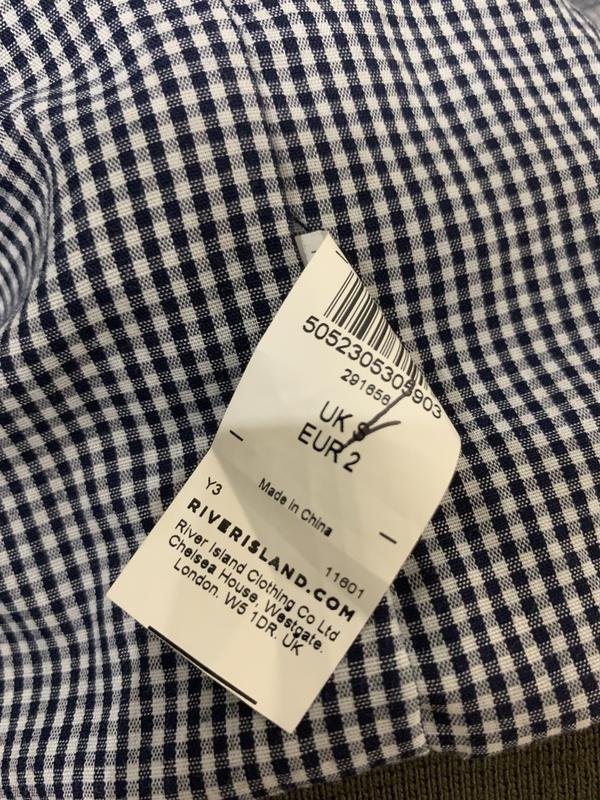 5052305305903
291656
UK S
EUR 2
Y3
Made in China
11601
RIVERISLAND.COM
River Island Clothing Co Ltd
Chelsea House, Westgate.
London. W5 1DR. UK